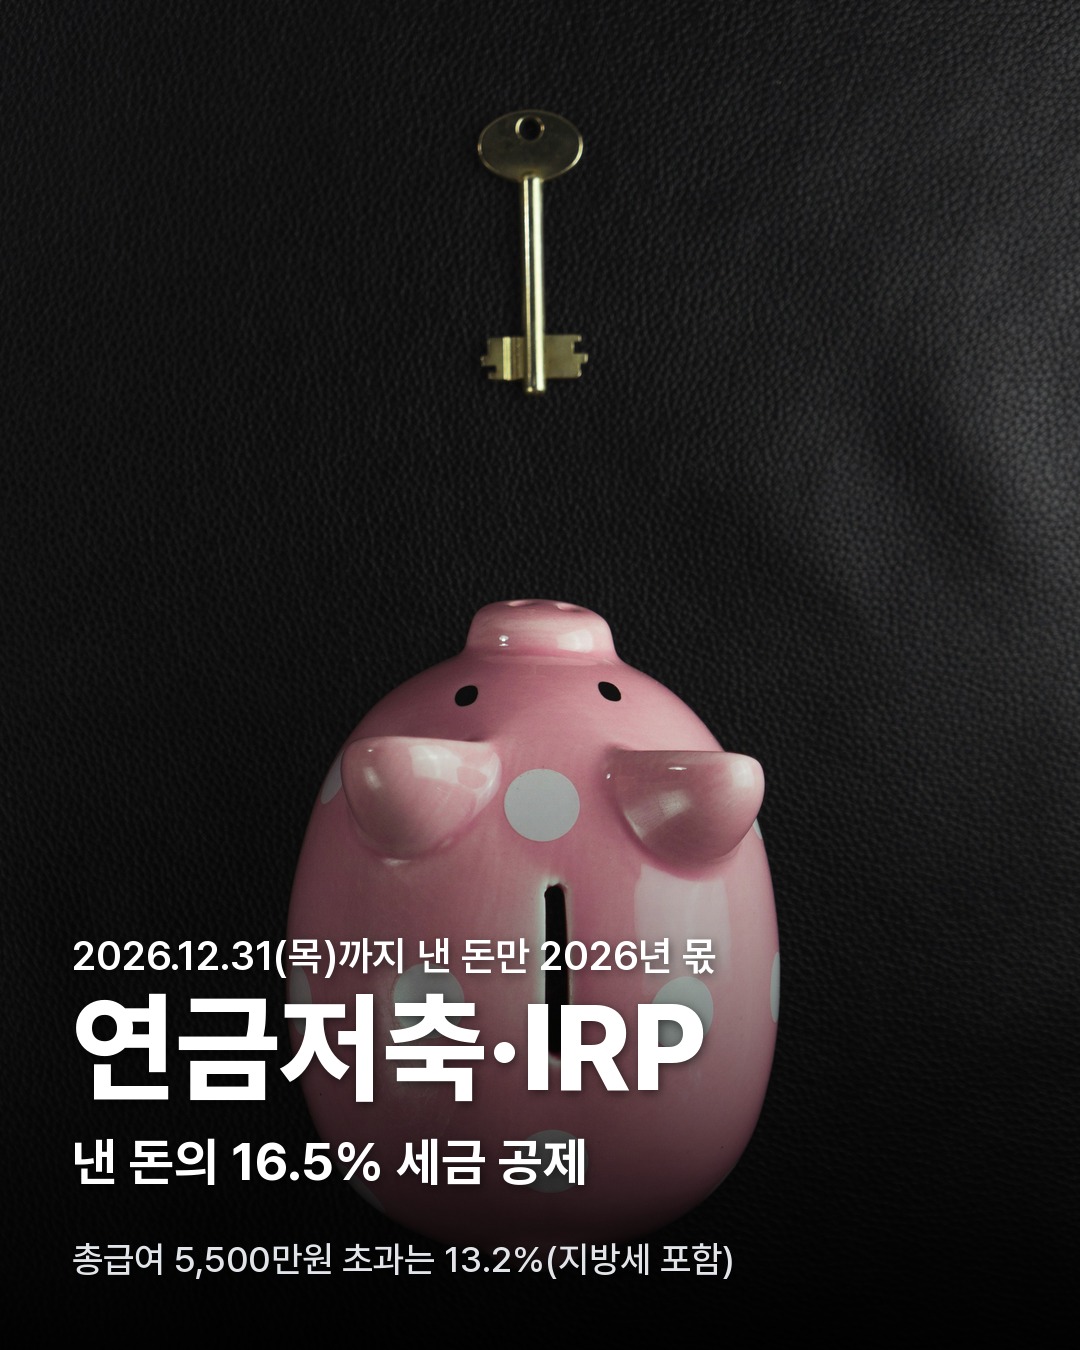 2026.12.31(목)까지 낸 돈만 2026년 몫
연금저축·IRP
낸 돈의 16.5% 세금 공제
총급여 5,500만원 초과는 13.2%(지방세 포함)